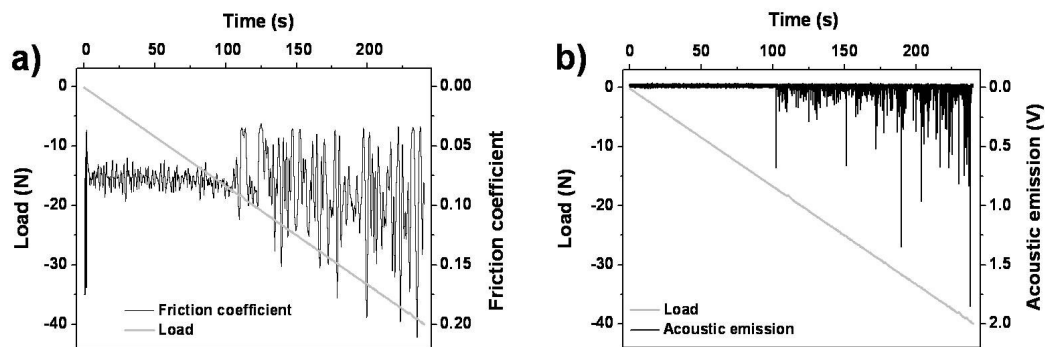 a)
Time (s)
0 50 100 150 200
Load (N)
0
-10
-20
-30
-40
Friction coefficient
0.00
0.05
0.10
0.15
0.20
Friction coefficient
Load
b)
Time (s)
0 50 100 150 200
Load (N)
0
-10
-20
-30
-40
Acoustic emission (V)
0.0
0.5
1.0
1.5
2.0
Load
Acoustic emission